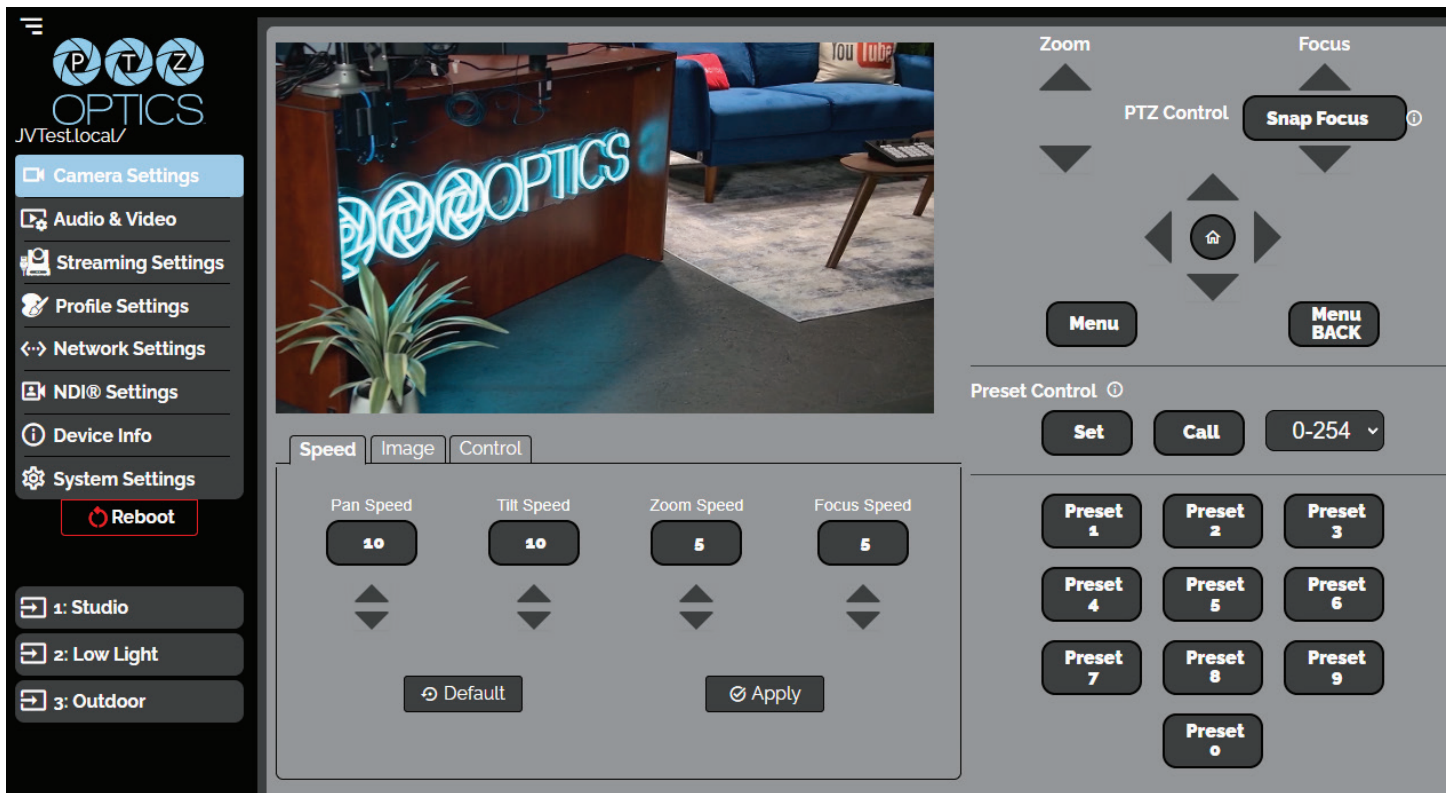 P T Z
OPTICS
JVTest.local/
Camera Settings
Audio & Video
Streaming Settings
Profile Settings
Network Settings
NDI® Settings
Device Info
System Settings
Reboot
1: Studio
2: Low Light
3: Outdoor
You Tube
PTZ OPTICS
Speed Image Control
Pan Speed Tilt Speed Zoom Speed Focus Speed
10 10 5 5
Default Apply
Zoom Focus
PTZ Control Snap Focus
Menu Menu
BACK
Preset Control
Set Call 0-254
Preset Preset Preset
1 2 3
Preset Preset Preset
4 5 6
Preset Preset Preset
7 8 9
Preset
0